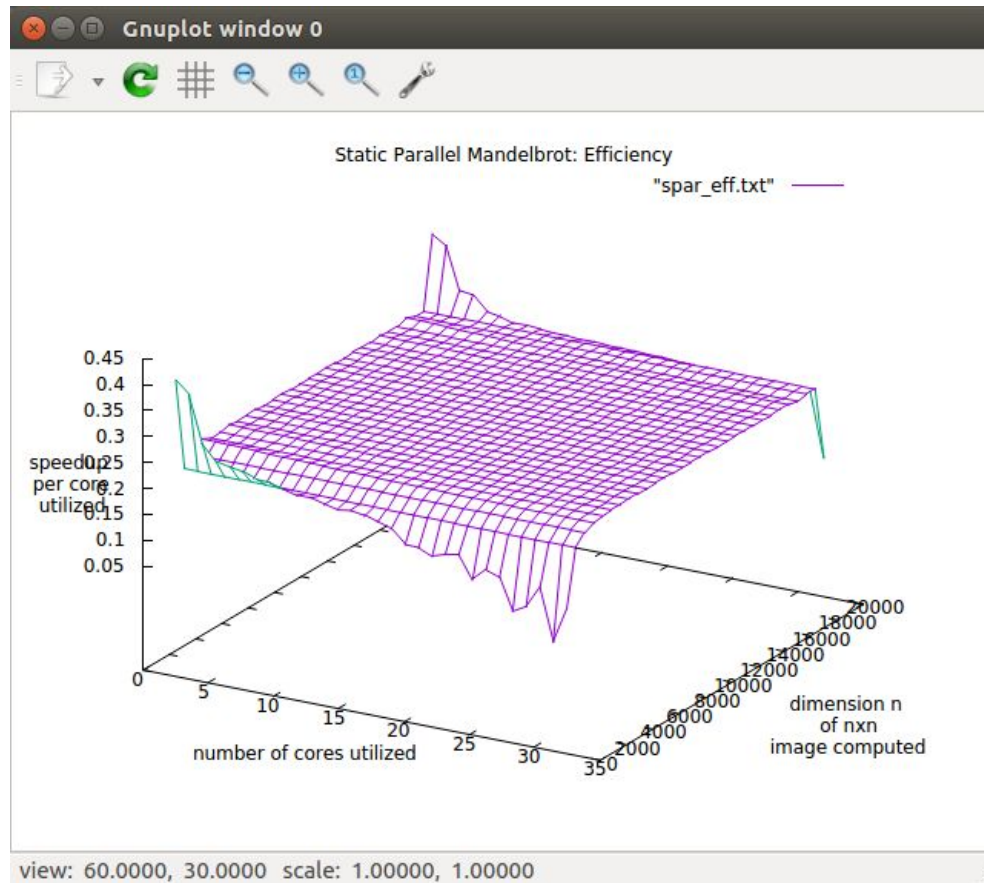 Gnuplot window 0
Static Parallel Mandelbrot: Efficiency
"spar_eff.txt"
0.45
0.4
0.35
0.3
0.25
0.2
0.15
0.1
0.05
speedup
per core
utilized
0
5
10
15
20
25
30
35
number of cores utilized
0
2000
4000
6000
8000
10000
12000
14000
16000
18000
20000
dimension n
of nxn
image computed
view: 60.0000, 30.0000 scale: 1.00000, 1.00000